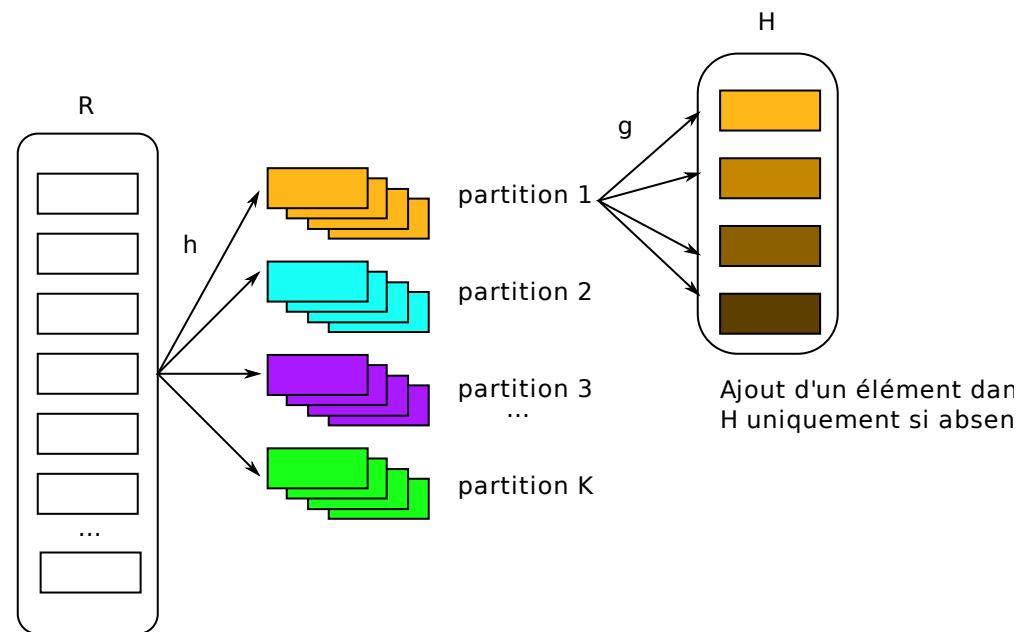 H
R
g
h
partition 1
partition 2
partition 3
...
partition K
...
Ajout d'un élément dan
H uniquement si absen